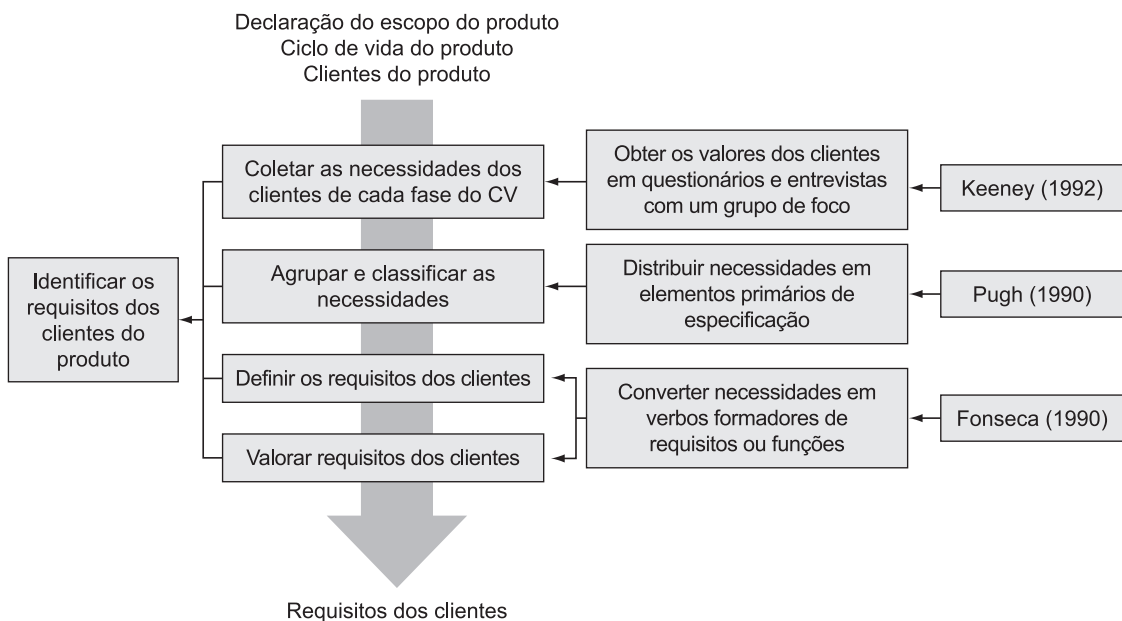 Declaração do escopo do produto
Ciclo de vida do produto
Clientes do produto
Coletar as necessidades dos
clientes de cada fase do CV
Obter os valores dos clientes
em questionários e entrevistas
com um grupo de foco
Keeney (1992)
Identificar os
requisitos dos
clientes do
produto
Agrupar e classificar as
necessidades
Distribuir necessidades em
elementos primários de
especificação
Pugh (1990)
Definir os requisitos dos clientes
Valorar requisitos dos clientes
Converter necessidades em
verbos formadores de
requisitos ou funções
Fonseca (1990)
Requisitos dos clientes